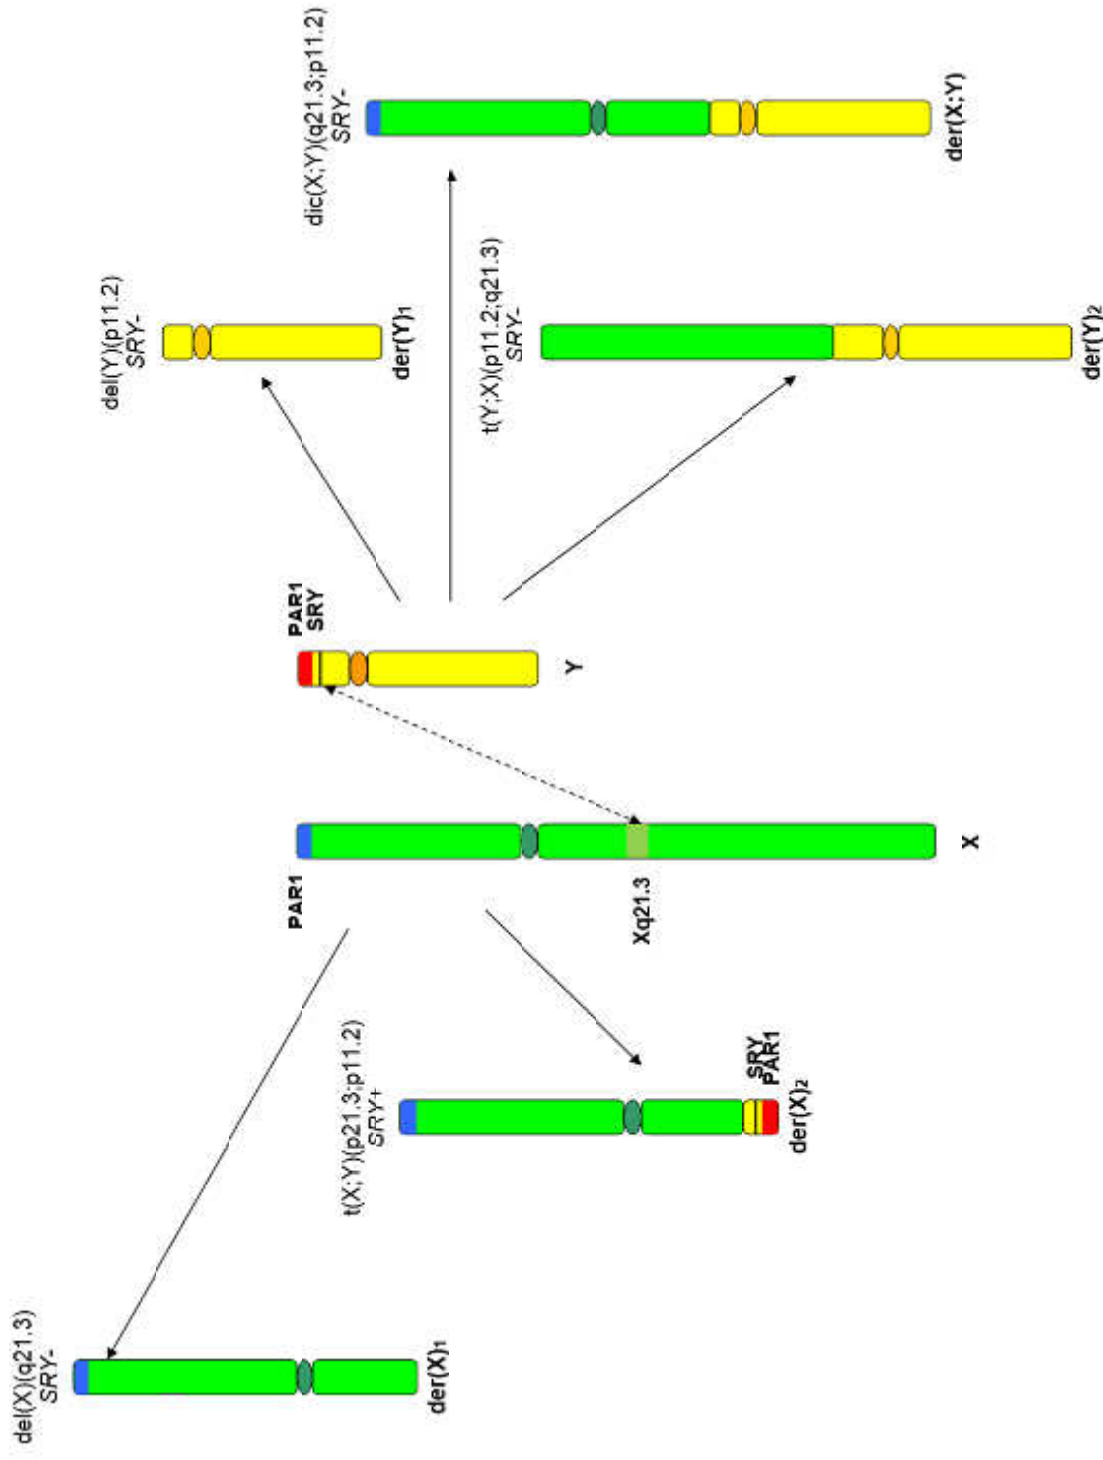 del(X)(q21.3)
SRY-
der(X)1
t(X;Y)(p21.3;p11.2)
SRY+
SRY
PAR1
der(X)2
PAR1
Xq21.3
X
PAR1
SRY
Y
del(Y)(p11.2)
SRY-
der(Y)1
t(Y;X)(p11.2;q21.3)
SRY-
der(Y)2
dic(X;Y)(q21.3;p11.2)
SRY-
der(X;Y)